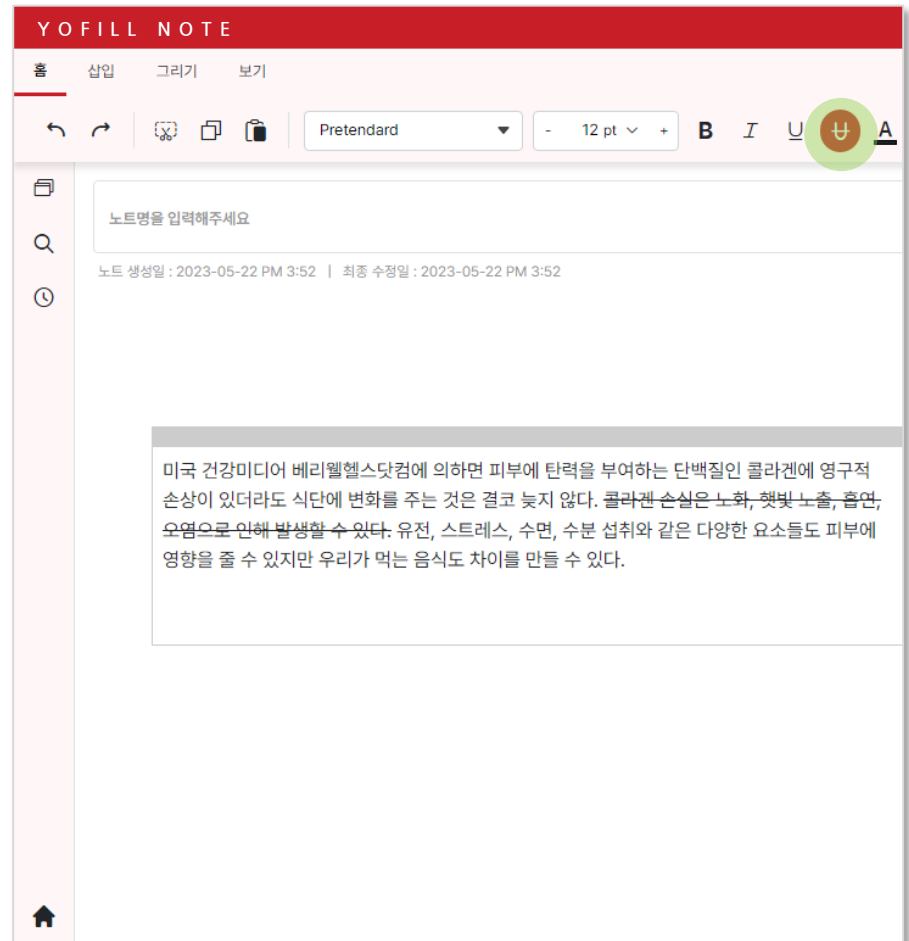 YOFILL NOTE
홈 삽입 그리기 보기
Pretendard - 12 pt + B I U U A
노트명을 입력해주세요
노트 생성일 : 2023-05-22 PM 3:52 | 최종 수정일 : 2023-05-22 PM 3:52
미국 건강미디어 베리웰헬스닷컴에 의하면 피부에 탄력을 부여하는 단백질인 콜라겐에 영구적
손상이 있더라도 식단에 변화를 주는 것은 결코 늦지 않다. 콜라겐 손실은 노화, 햇빛 노출, 흡연,
오염으로 인해 발생할 수 있다. 유전, 스트레스, 수면, 수분 섭취와 같은 다양한 요소들도 피부에
영향을 줄 수 있지만 우리가 먹는 음식도 차이를 만들 수 있다.